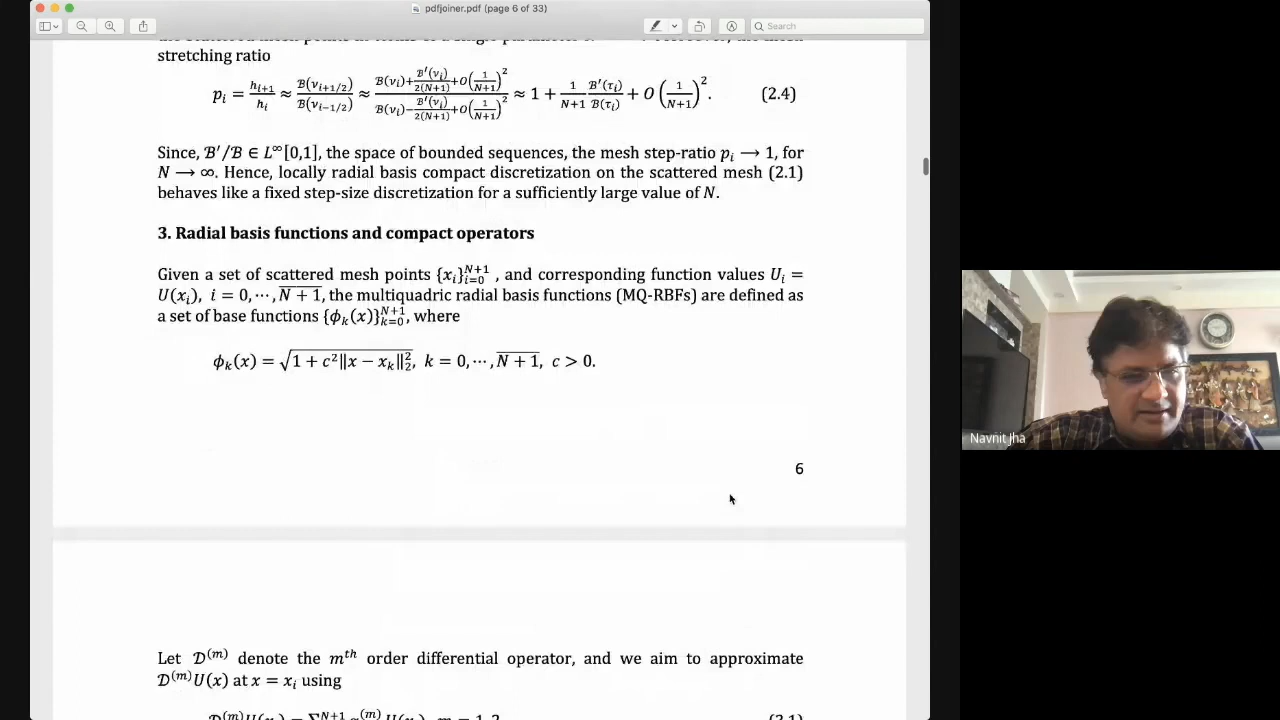 pdfjoiner.pdf (page 6 of 33)
Search
stretching ratio
p_i = h_{i+1}/h_i ≈ ℬ(ν_{i+1/2})/ℬ(ν_{i−1/2}) ≈ (ℬ(ν_i)+ℬ′(ν_i)/(2(N+1))+O(1/(N+1))^2)/(ℬ(ν_i)−ℬ′(ν_i)/(2(N+1))+O(1/(N+1))^2) ≈ 1 + 1/(N+1) ℬ′(τ_i)/ℬ(τ_i) + O(1/(N+1))^2. (2.4)
Since, ℬ′/ℬ ∈ L^∞[0,1], the space of bounded sequences, the mesh step-ratio p_i ⟶ 1, for
N ⟶ ∞. Hence, locally radial basis compact discretization on the scattered mesh (2.1)
behaves like a fixed step-size discretization for a sufficiently large value of N.
3. Radial basis functions and compact operators
Given a set of scattered mesh points {x_i}_{i=0}^{N+1} , and corresponding function values U_i =
U(x_i), i = 0, ⋯, \overline{N + 1}, the multiquadric radial basis functions (MQ-RBFs) are defined as
a set of base functions {ϕ_k(x)}_{k=0}^{N+1}, where
ϕ_k(x) = √(1 + c²‖x − x_k‖_2^2), k = 0, ⋯, \overline{N + 1}, c > 0.
6
Navnit Jha
Let 𝒟^{(m)} denote the m^{th} order differential operator, and we aim to approximate
𝒟^{(m)}U(x) at x = x_i using